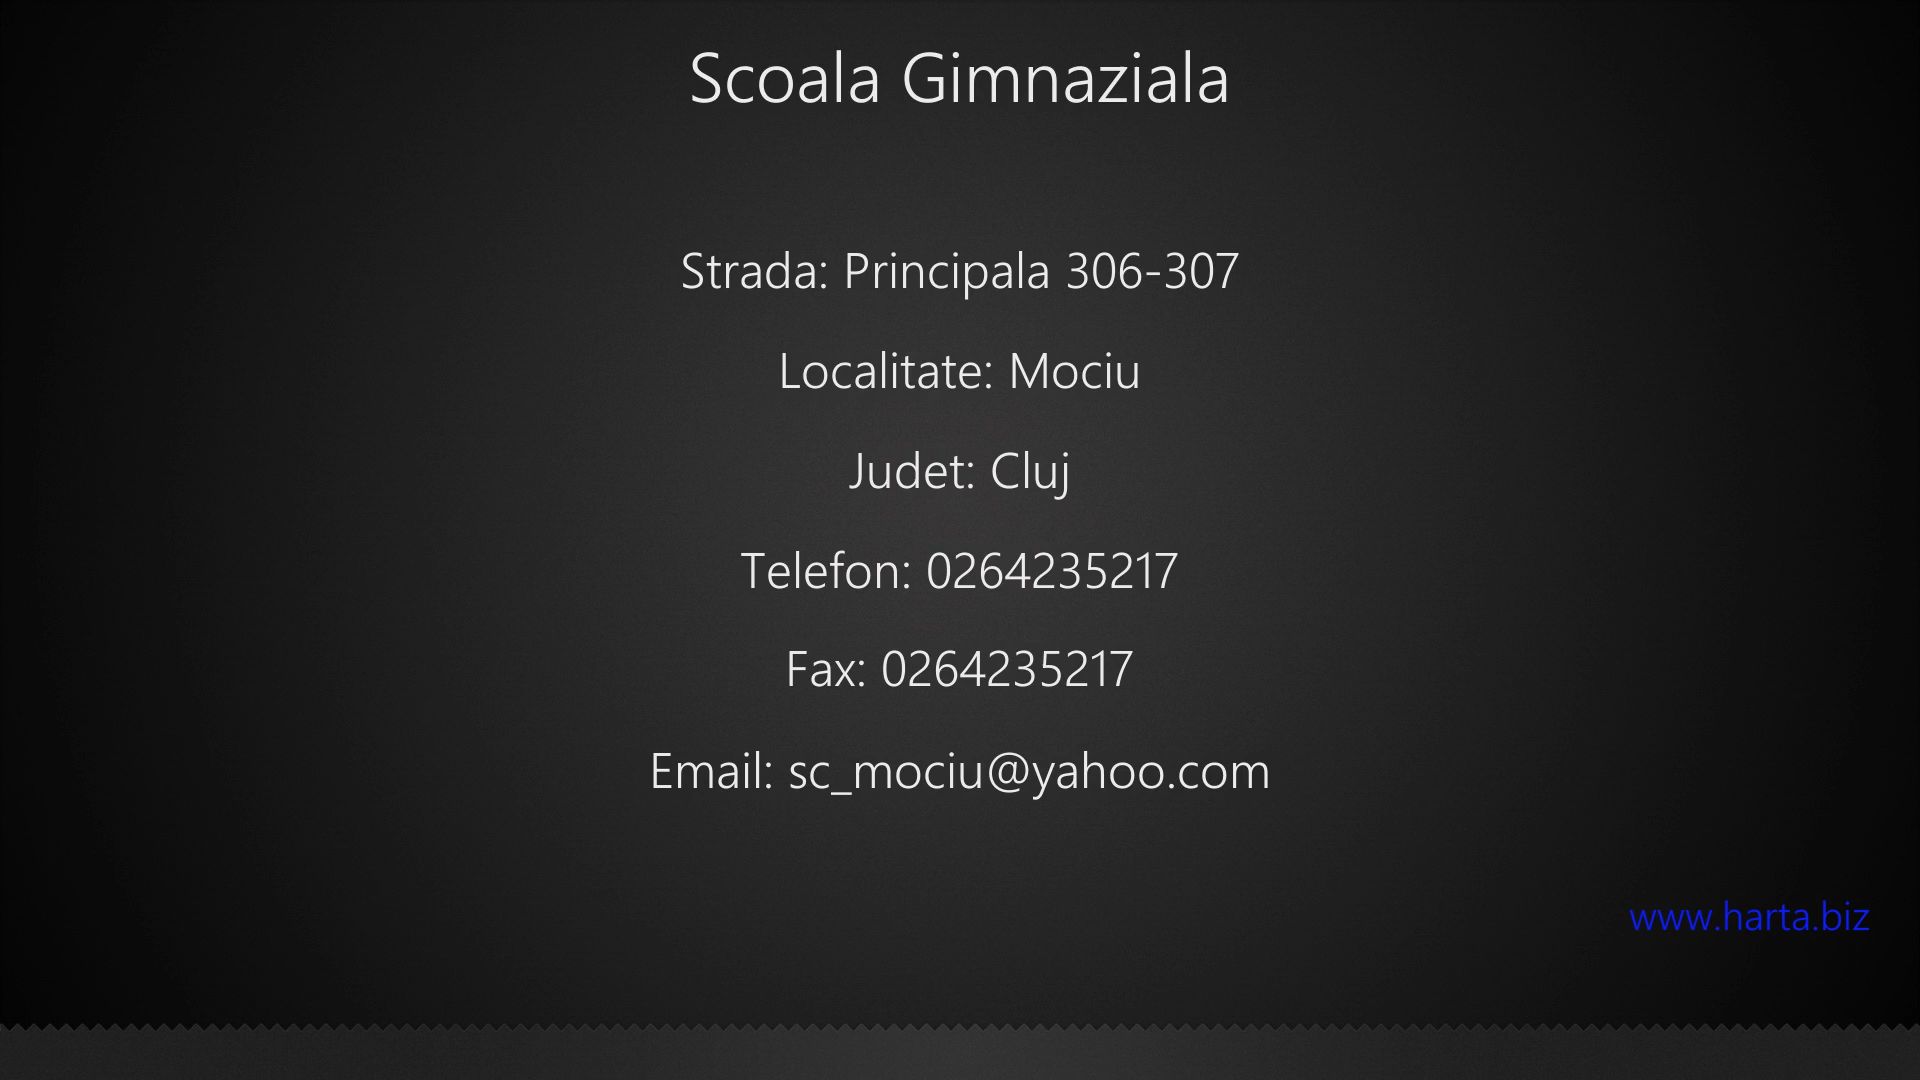 Scoala Gimnaziala
Strada: Principala 306-307
Localitate: Mociu
Judet: Cluj
Telefon: 0264235217
Fax: 0264235217
Email: sc_mociu@yahoo.com
www.harta.biz